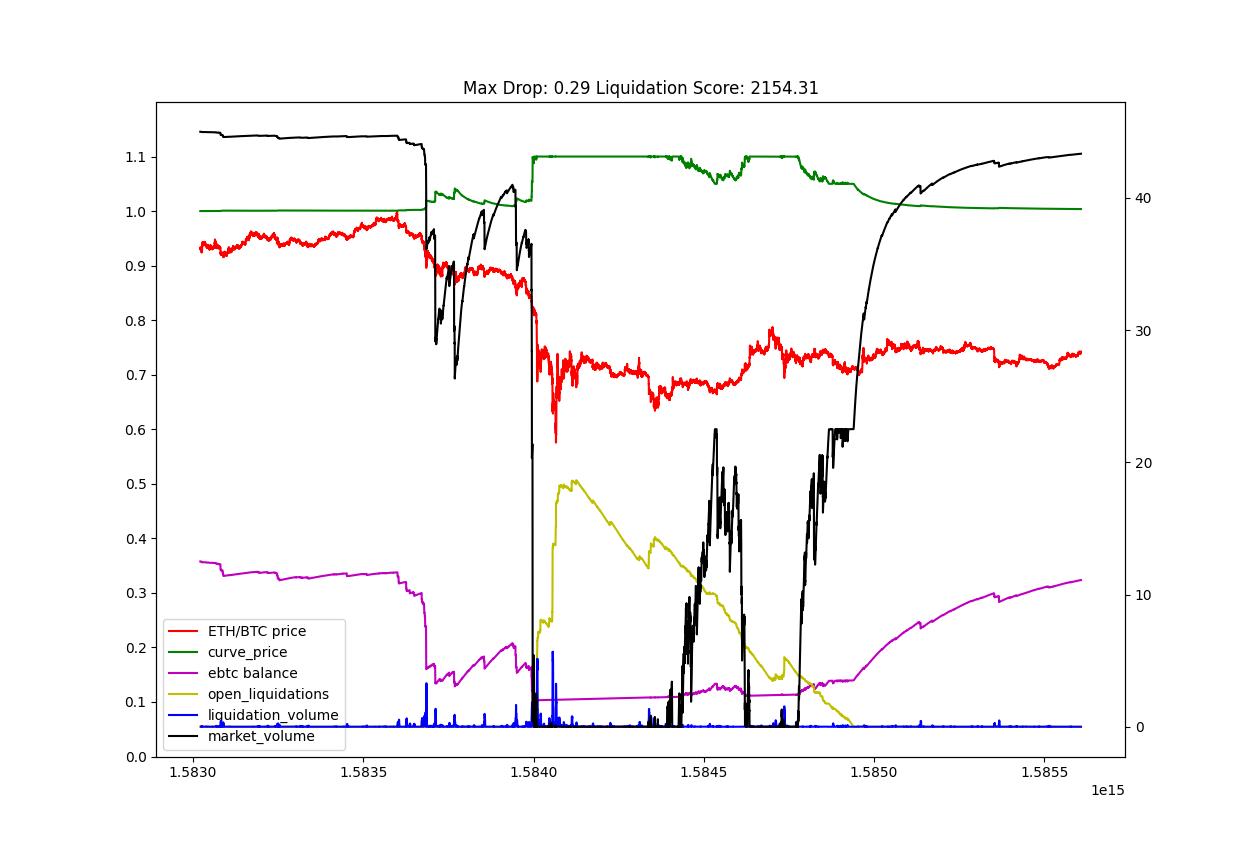 Max Drop: 0.29 Liquidation Score: 2154.31
1.1
1.0
0.9
0.8
0.7
0.6
0.5
0.4
0.3
0.2
0.1
0.0
40
30
20
10
0
ETH/BTC price
curve_price
ebtc balance
open_liquidations
liquidation_volume
market_volume
1.5830 1.5835 1.5840 1.5845 1.5850 1.5855
1e15